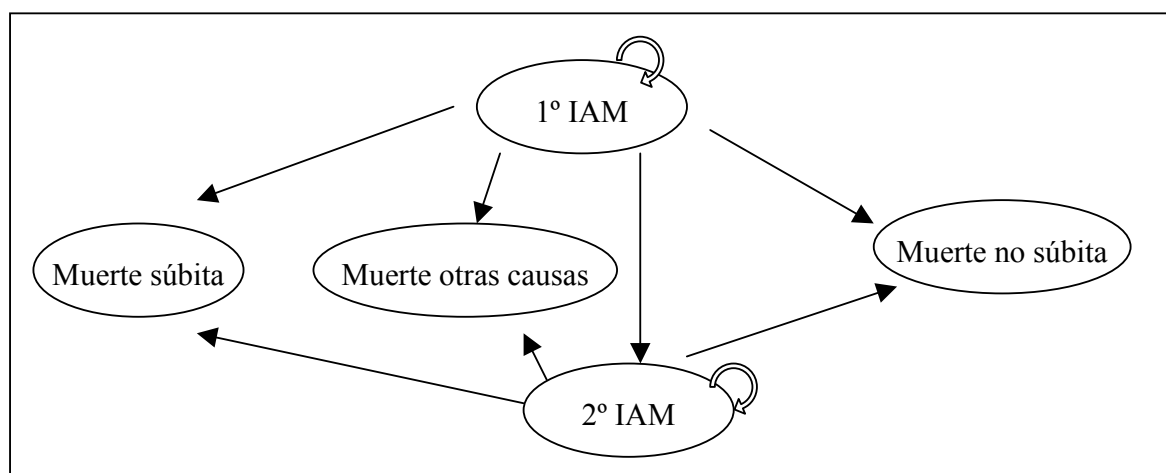 1º IAM
Muerte súbita
Muerte otras causas
Muerte no súbita
2º IAM